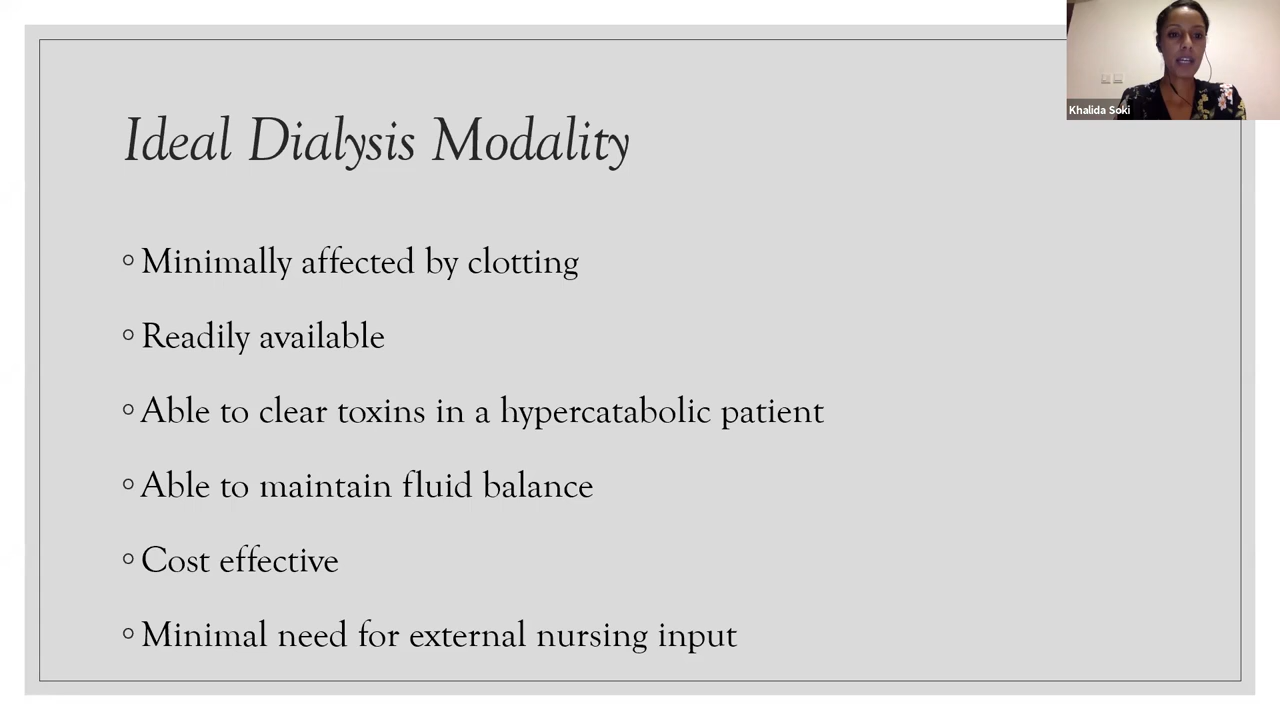 Khalida Soki
Ideal Dialysis Modality
◦ Minimally affected by clotting
◦ Readily available
◦ Able to clear toxins in a hypercatabolic patient
◦ Able to maintain fluid balance
◦ Cost effective
◦ Minimal need for external nursing input